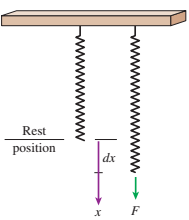 Rest
position
dx
x
F